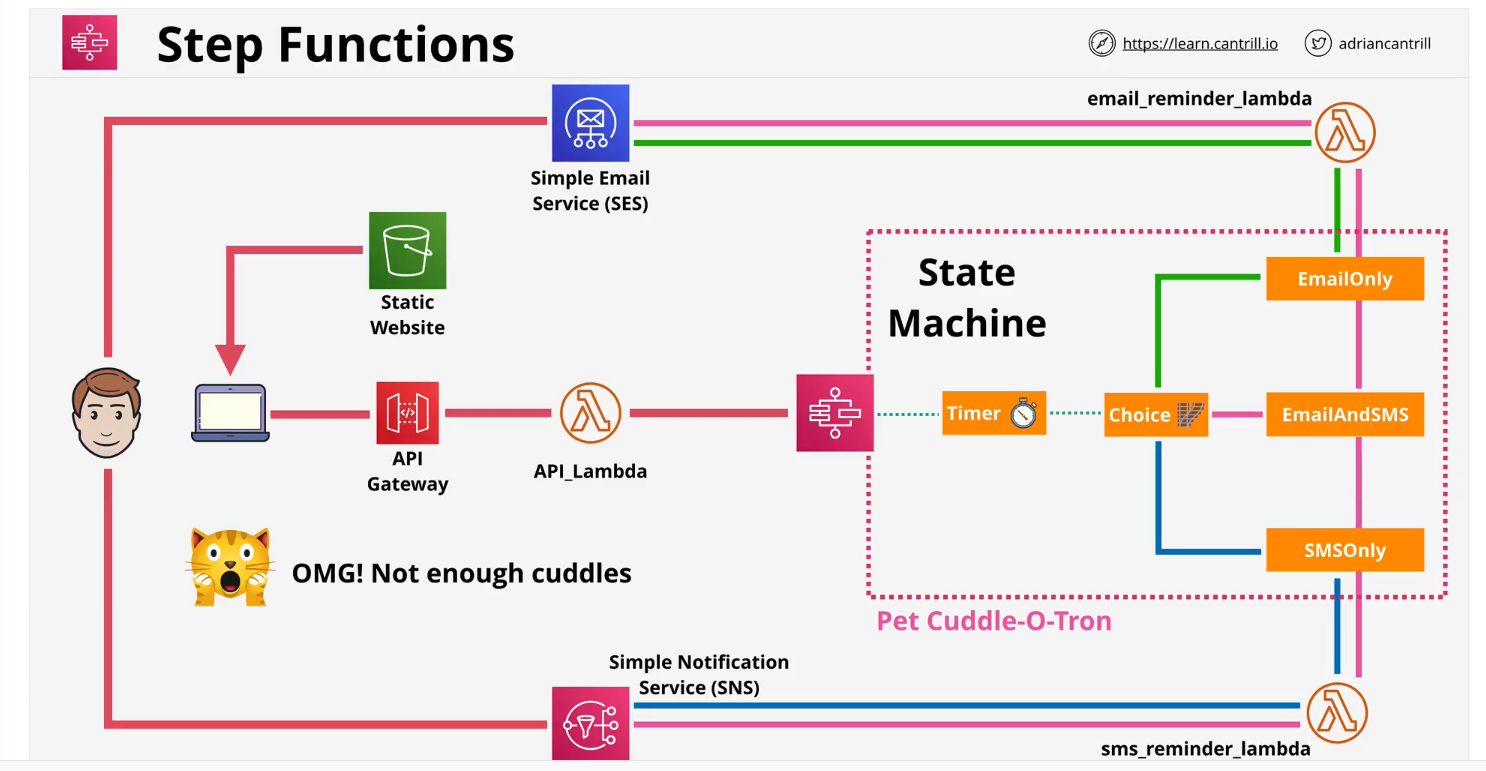 Step Functions
https://learn.cantrill.io
adriancantrill
email_reminder_lambda
Simple Email
Service (SES)
Static
Website
State
Machine
EmailOnly
Timer
Choice
EmailAndSMS
API
Gateway
API_Lambda
SMSOnly
OMG! Not enough cuddles
Pet Cuddle-O-Tron
Simple Notification
Service (SNS)
sms_reminder_lambda